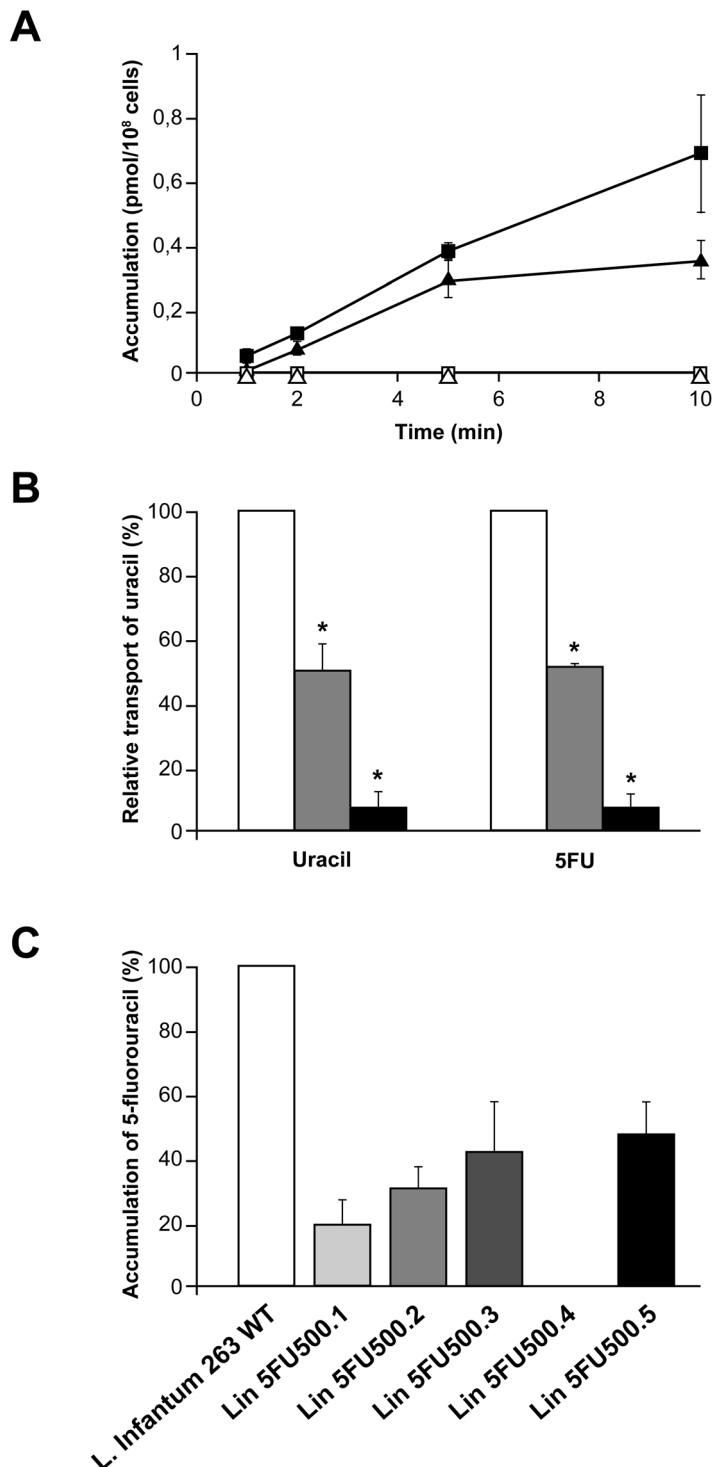 A
Accumulation (pmol/10⁸ cells)
1
0,8
0,6
0,4
0,2
0
0 2 4 6 8 10
Time (min)
B
Relative transport of uracil (%)
100
80
60
40
20
0
*
*
*
*
Uracil 5FU
C
Accumulation of 5-fluorouracil (%)
100
80
60
40
20
0
L. Infantum 263 WT
Lin 5FU500.1
Lin 5FU500.2
Lin 5FU500.3
Lin 5FU500.4
Lin 5FU500.5